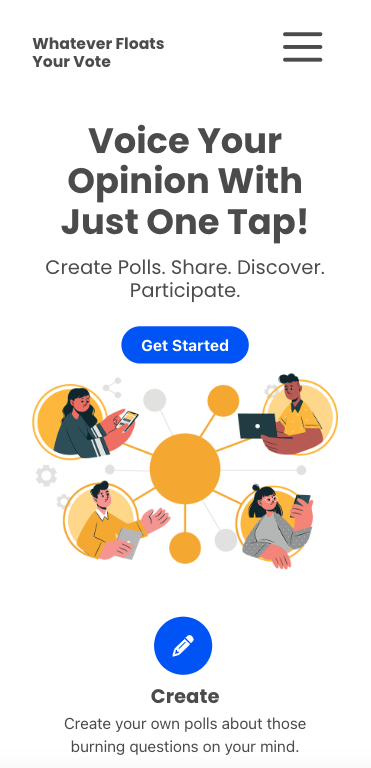 Whatever Floats
Your Vote
Voice Your
Opinion With
Just One Tap!
Create Polls. Share. Discover.
Participate.
Get Started
Create
Create your own polls about those
burning questions on your mind.